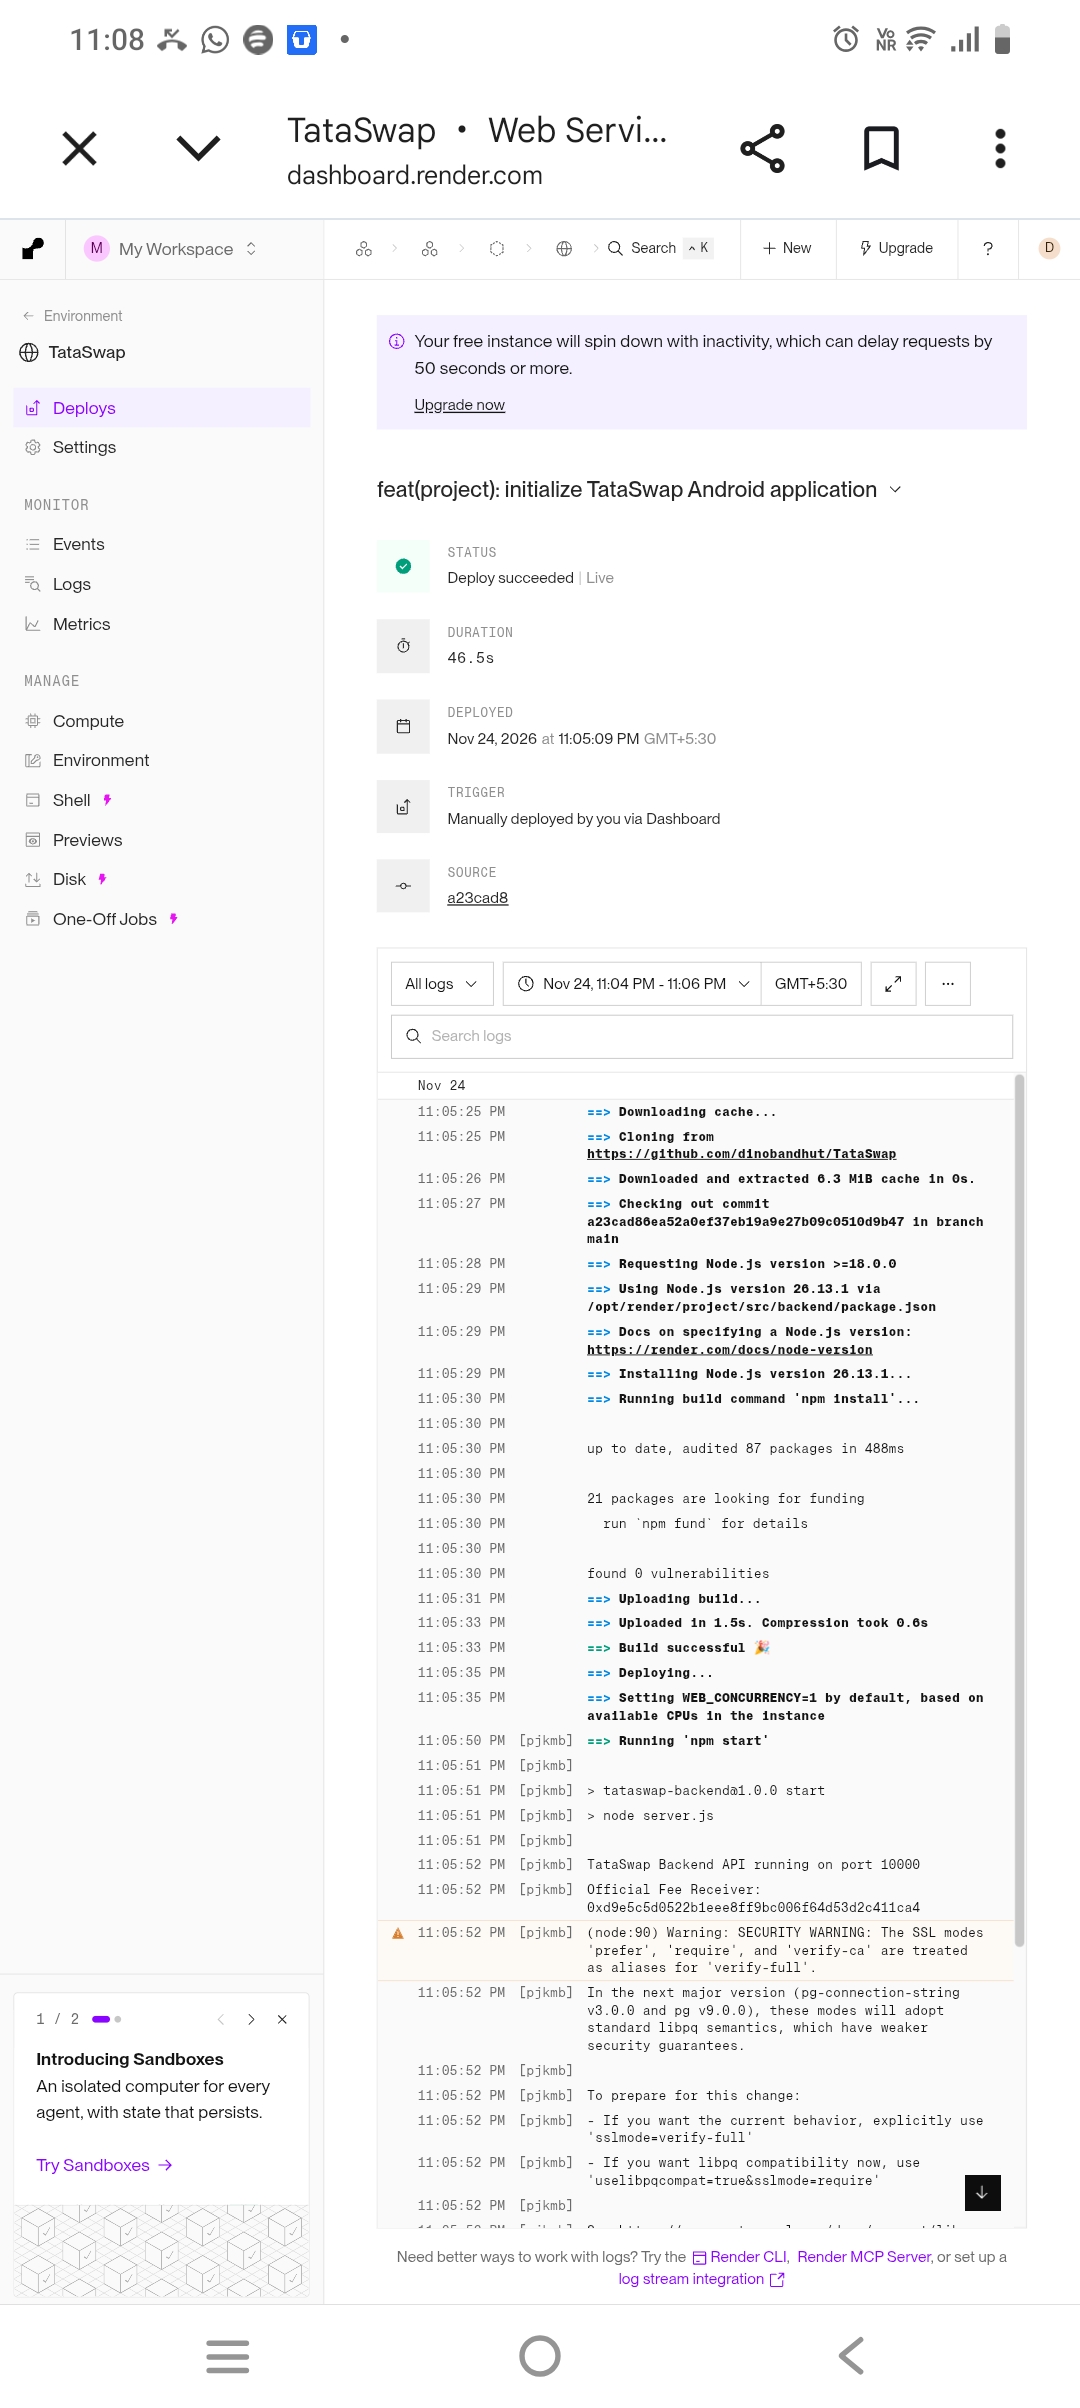 11:08
VO
NR
TataSwap • Web Servi...
dashboard.render.com
M My Workspace
Search ^ K
+ New
Upgrade
?
D
← Environment
TataSwap
Deploys
Settings
MONITOR
Events
Logs
Metrics
MANAGE
Compute
Environment
Shell
Previews
Disk
One-Off Jobs
1 / 2
Introducing Sandboxes
An isolated computer for every
agent, with state that persists.
Try Sandboxes →
Your free instance will spin down with inactivity, which can delay requests by
50 seconds or more.
Upgrade now
feat(project): initialize TataSwap Android application
STATUS
Deploy succeeded | Live
DURATION
46.5s
DEPLOYED
Nov 24, 2026 at 11:05:09 PM GMT+5:30
TRIGGER
Manually deployed by you via Dashboard
SOURCE
a23cad8
All logs
Nov 24, 11:04 PM - 11:06 PM
GMT+5:30
...
Search logs
Nov 24
11:05:25 PM ==> Downloading cache...
11:05:25 PM ==> Cloning from
https://github.com/dinobandhut/TataSwap
11:05:26 PM ==> Downloaded and extracted 6.3 MiB cache in 0s.
11:05:27 PM ==> Checking out commit
a23cad86ea52a0ef37eb19a9e27b09c0510d9b47 in branch
main
11:05:28 PM ==> Requesting Node.js version >=18.0.0
11:05:29 PM ==> Using Node.js version 26.13.1 via
/opt/render/project/src/backend/package.json
11:05:29 PM ==> Docs on specifying a Node.js version:
https://render.com/docs/node-version
11:05:29 PM ==> Installing Node.js version 26.13.1...
11:05:30 PM ==> Running build command 'npm install'...
11:05:30 PM
11:05:30 PM up to date, audited 87 packages in 488ms
11:05:30 PM
11:05:30 PM 21 packages are looking for funding
11:05:30 PM run `npm fund` for details
11:05:30 PM
11:05:30 PM found 0 vulnerabilities
11:05:31 PM ==> Uploading build...
11:05:33 PM ==> Uploaded in 1.5s. Compression took 0.6s
11:05:33 PM ==> Build successful 🎉
11:05:35 PM ==> Deploying...
11:05:35 PM ==> Setting WEB_CONCURRENCY=1 by default, based on
available CPUs in the instance
11:05:50 PM [pjkmb] ==> Running 'npm start'
11:05:51 PM [pjkmb]
11:05:51 PM [pjkmb] > tataswap-backend@1.0.0 start
11:05:51 PM [pjkmb] > node server.js
11:05:51 PM [pjkmb]
11:05:52 PM [pjkmb] TataSwap Backend API running on port 10000
11:05:52 PM [pjkmb] Official Fee Receiver:
0xd9e5c5d0522b1eee8ff9bc006f64d53d2c411ca4
11:05:52 PM [pjkmb] (node:90) Warning: SECURITY WARNING: The SSL modes
'prefer', 'require', and 'verify-ca' are treated
as aliases for 'verify-full'.
11:05:52 PM [pjkmb] In the next major version (pg-connection-string
v3.0.0 and pg v9.0.0), these modes will adopt
standard libpq semantics, which have weaker
security guarantees.
11:05:52 PM [pjkmb]
11:05:52 PM [pjkmb] To prepare for this change:
11:05:52 PM [pjkmb] - If you want the current behavior, explicitly use
'sslmode=verify-full'
11:05:52 PM [pjkmb] - If you want libpq compatibility now, use
'uselibpqcompat=true&sslmode=require'
11:05:52 PM [pjkmb]
Need better ways to work with logs? Try the Render CLI, Render MCP Server, or set up a
log stream integration